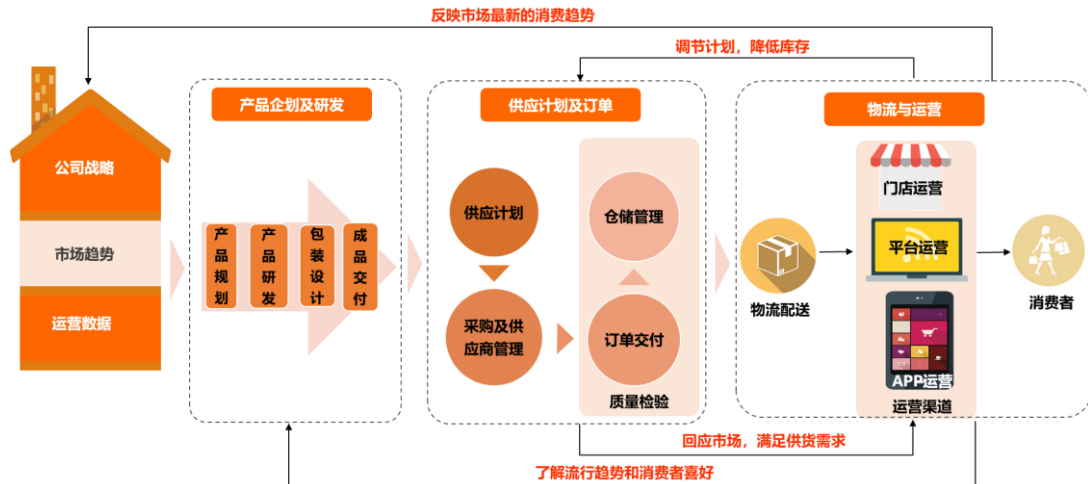 反映市场最新的消费趋势
调节计划，降低库存
产品企划及研发
供应计划及订单
物流与运营
公司战略
市场趋势
运营数据
产品规划
产品研发
包装设计
成品交付
供应计划
采购及供
应商管理
仓储管理
订单交付
质量检验
物流配送
门店运营
平台运营
APP运营
运营渠道
消费者
回应市场，满足供货需求
了解流行趋势和消费者喜好